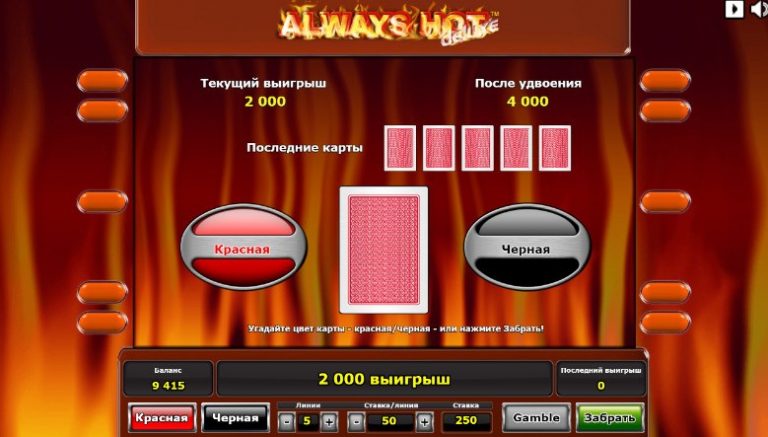 ALWAYS HOT™
deluxe
Текущий выигрыш После удвоения
2 000 4 000
Последние карты
Красная Черная
Угадайте цвет карты - красная/черная - или нажмите Забрать!
Баланс Последний выигрыш
9 415 2 000 выигрыш 0
Линии Ставка/линия Ставка
Красная Черная - 5 + - 50 + 250 Gamble Забрать